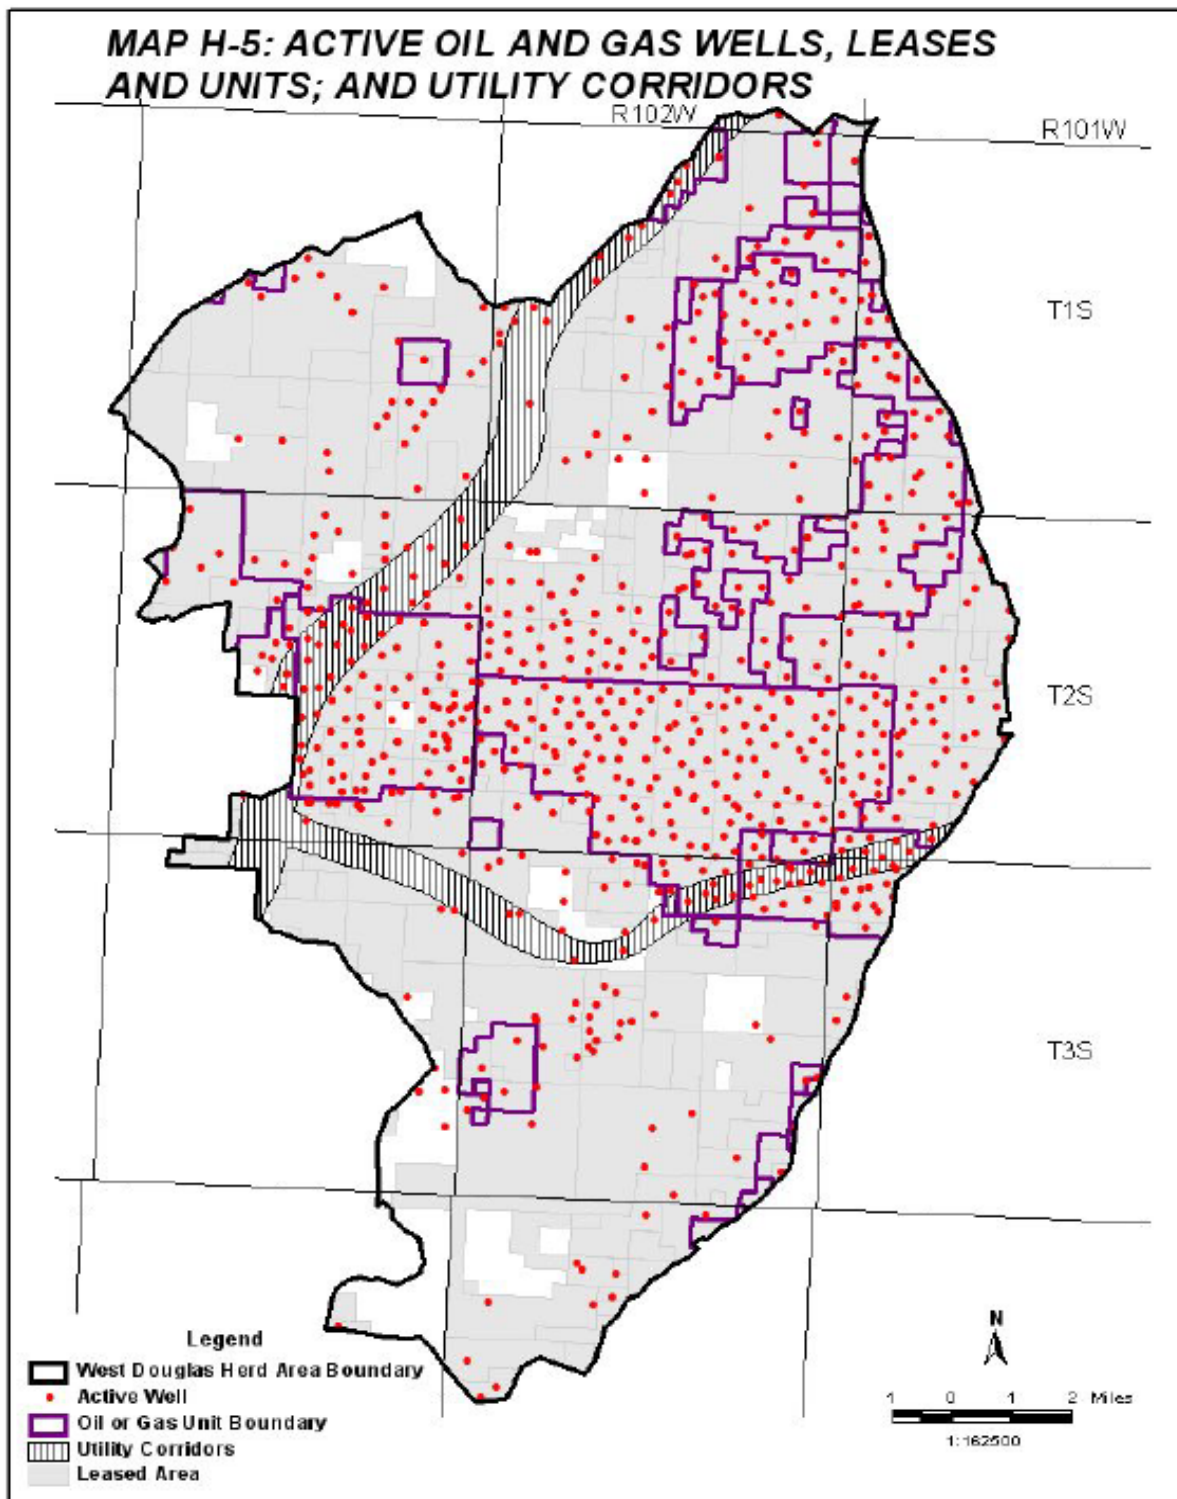 MAP H-5: ACTIVE OIL AND GAS WELLS, LEASES
AND UNITS; AND UTILITY CORRIDORS
R102W
R101W
T1S
T2S
T3S
N
Legend
West Douglas Herd Area Boundary
Active Well
Oil or Gas Unit Boundary
Utility Corridors
Leased Area
1 0 1 2 Miles
1:162500